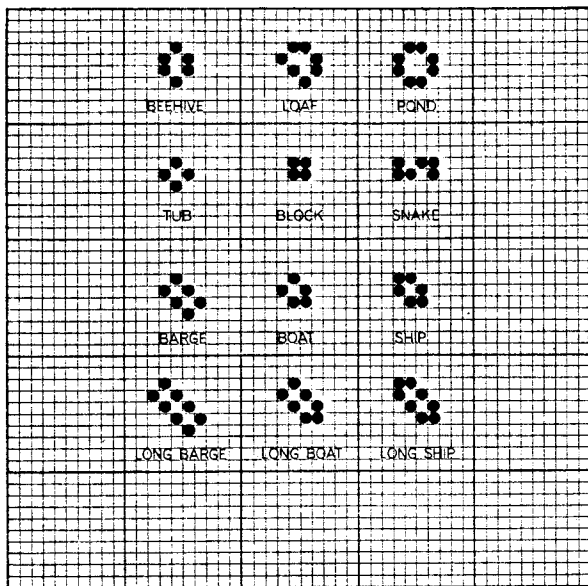 BEEHIVE LOAF POND
TUB BLOCK SNAKE
BARGE BOAT SHIP
LONG BARGE LONG BOAT LONG SHIP